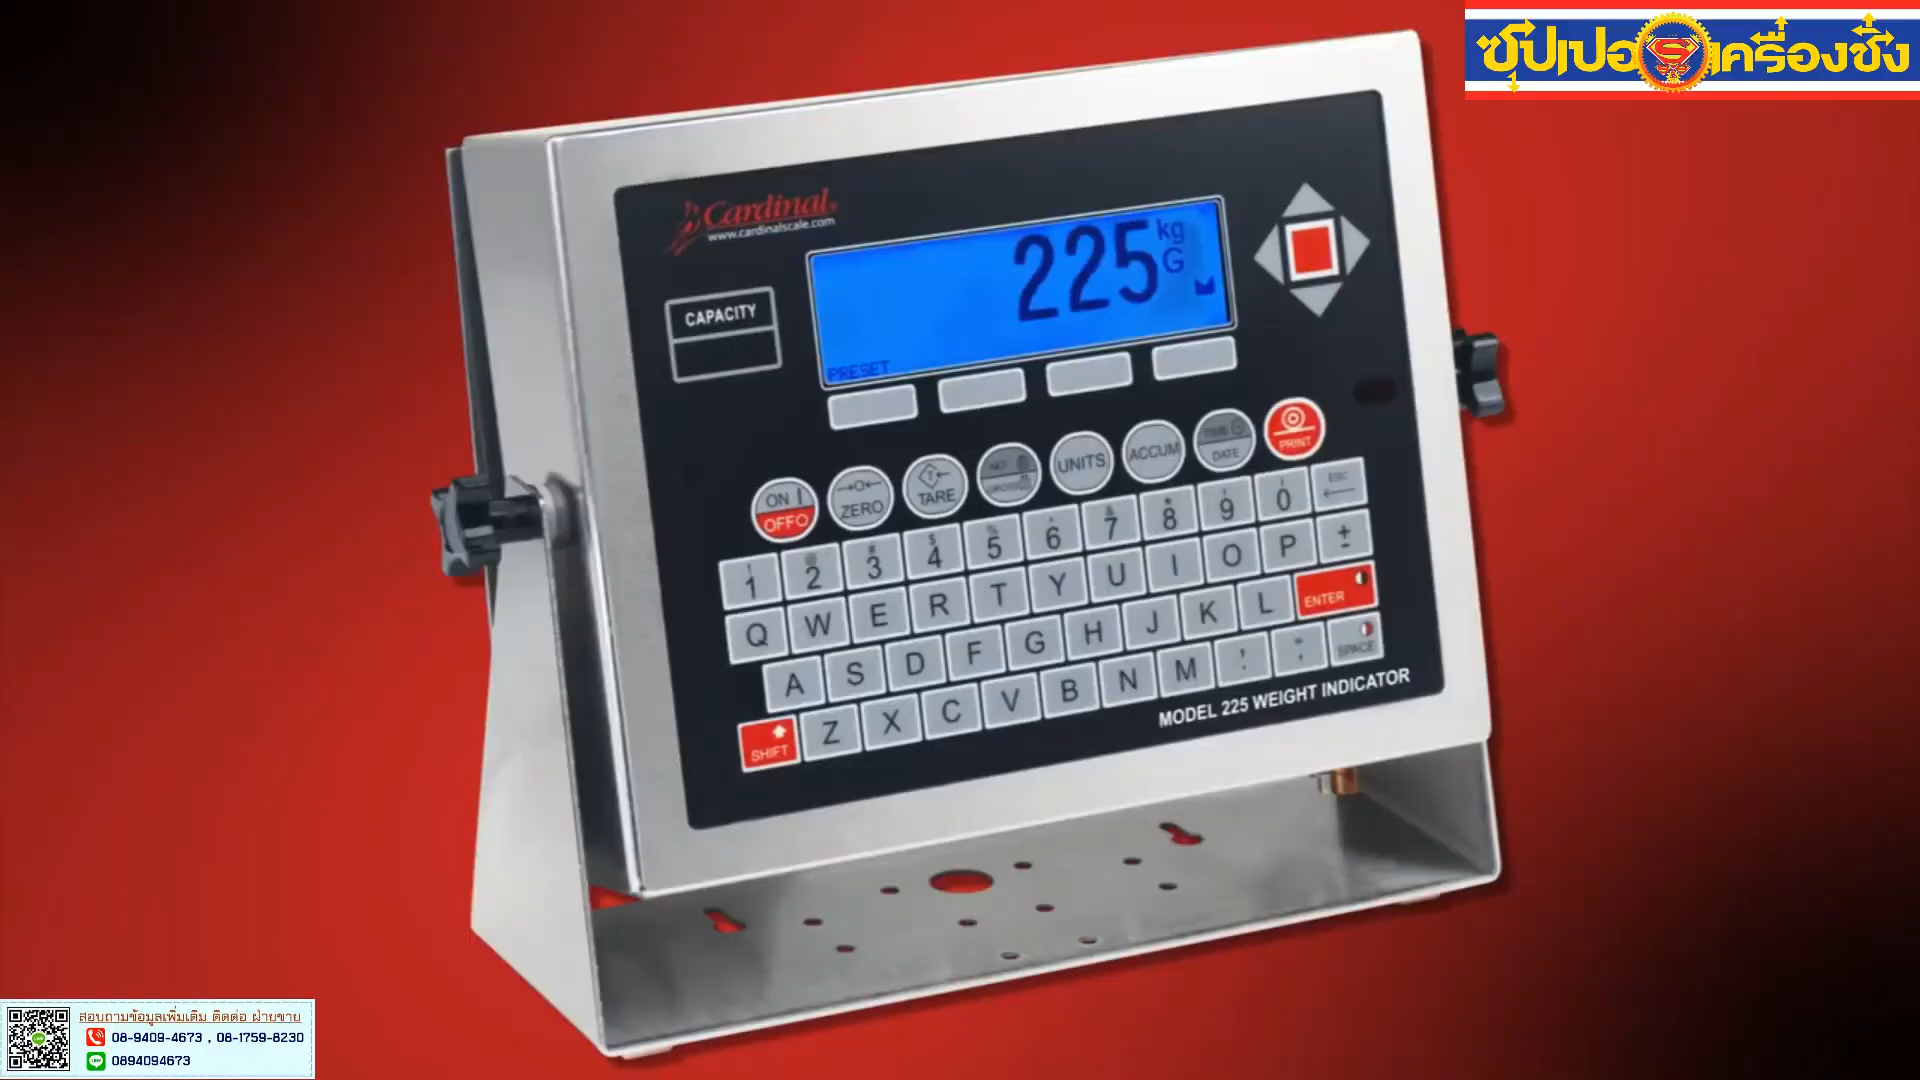 ซุปเปอร์เครื่องชั่ง
Cardinal
www.cardinalscale.com
225 kg
G
PRESET
CAPACITY
ON OFF
ZERO
TARE
NET
GROSS
UNITS
ACCUM
TIME
DATE
PRINT
! @ # $ % ^ & * ( )
1 2 3 4 5 6 7 8 9 0 ESC
Q W E R T Y U I O P ±
A S D F G H J K L ENTER
SHIFT Z X C V B N M SPACE
MODEL 225 WEIGHT INDICATOR
สอบถามข้อมูลเพิ่มเติม ติดต่อ ฝ่ายขาย
08-9409-4673 , 08-1759-8230
0894094673